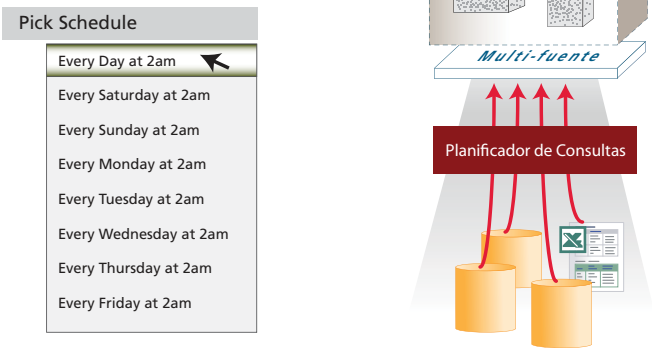 Pick Schedule
Every Day at 2am
Every Saturday at 2am
Every Sunday at 2am
Every Monday at 2am
Every Tuesday at 2am
Every Wednesday at 2am
Every Thursday at 2am
Every Friday at 2am
Multi-fuente
Planificador de Consultas
X